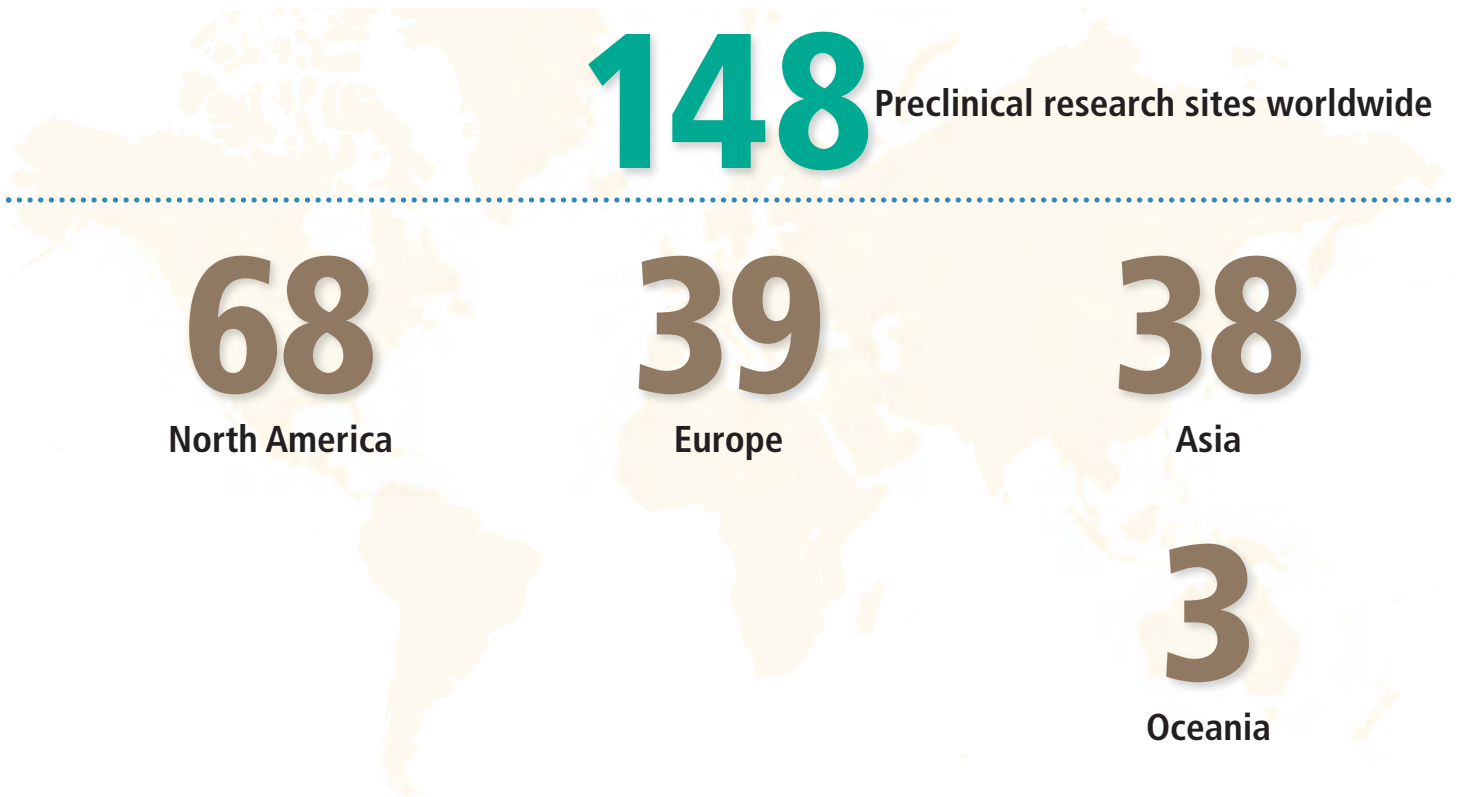 148 Preclinical research sites worldwide
68
North America
39
Europe
38
Asia
3
Oceania